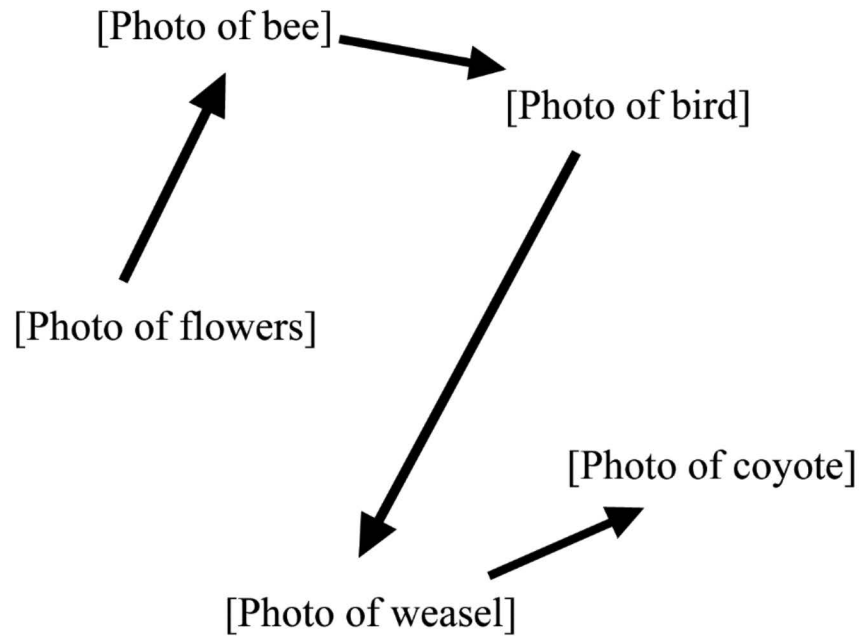 [Photo of bee]
[Photo of bird]
[Photo of flowers]
[Photo of coyote]
[Photo of weasel]